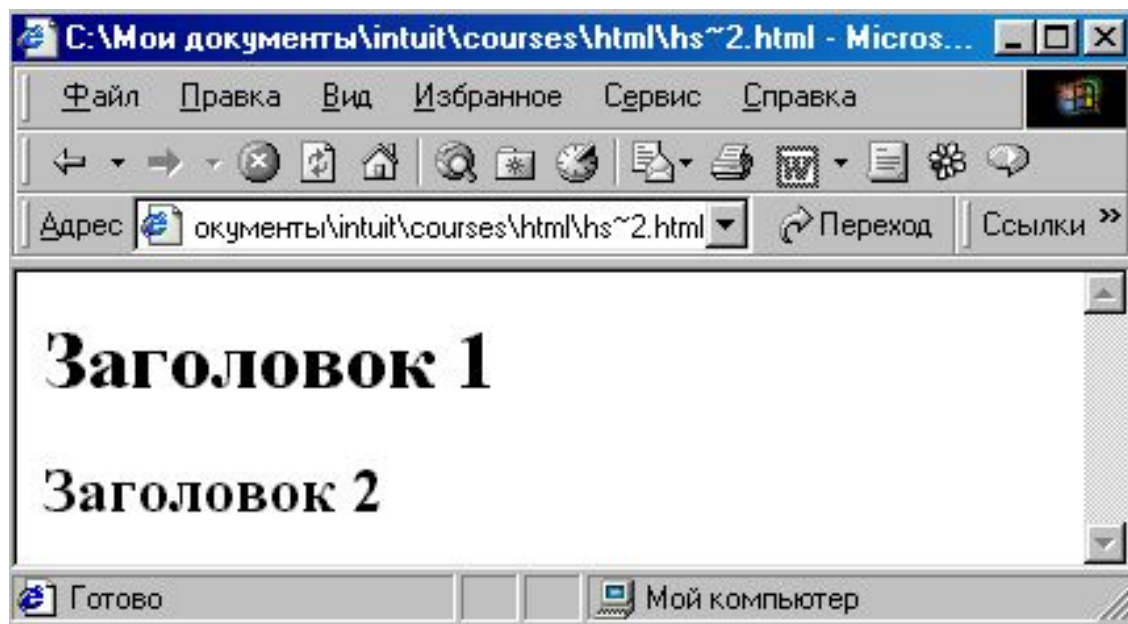 C:\Мои документы\intuit\courses\html\hs~2.html - Micros...
Файл Правка Вид Избранное Сервис Справка
Адрес окументы\intuit\courses\html\hs~2.html Переход Ссылки »
Заголовок 1
Заголовок 2
Готово Мой компьютер